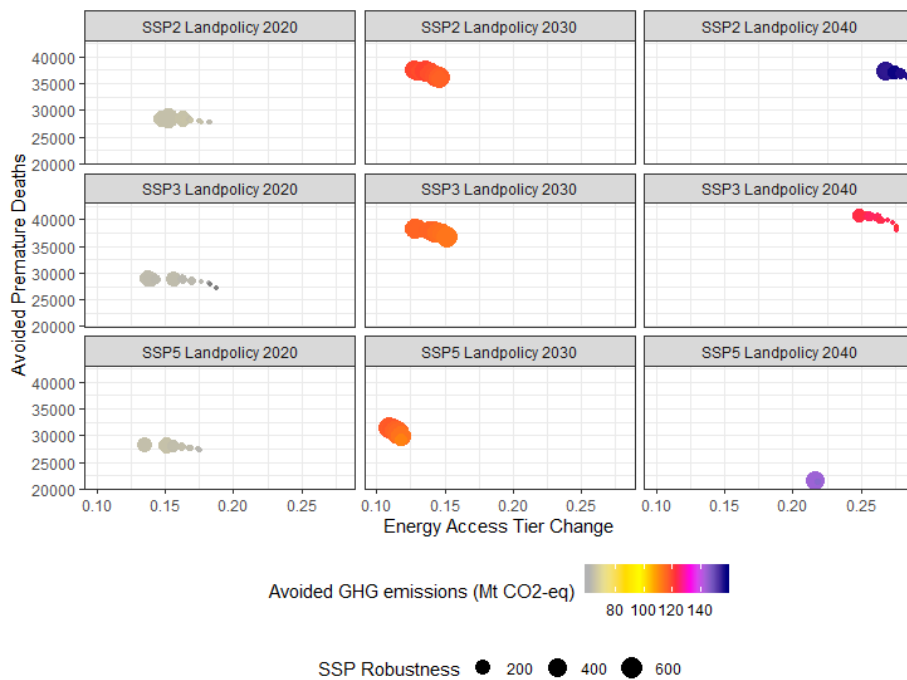 SSP2 Landpolicy 2020 SSP2 Landpolicy 2030 SSP2 Landpolicy 2040
40000
35000
30000
25000
20000
SSP3 Landpolicy 2020 SSP3 Landpolicy 2030 SSP3 Landpolicy 2040
40000
35000
30000
25000
20000
SSP5 Landpolicy 2020 SSP5 Landpolicy 2030 SSP5 Landpolicy 2040
40000
35000
30000
25000
20000
Avoided Premature Deaths
0.10 0.15 0.20 0.25 0.10 0.15 0.20 0.25 0.10 0.15 0.20 0.25
Energy Access Tier Change
Avoided GHG emissions (Mt CO2-eq)
80 100 120 140
SSP Robustness 200 400 600